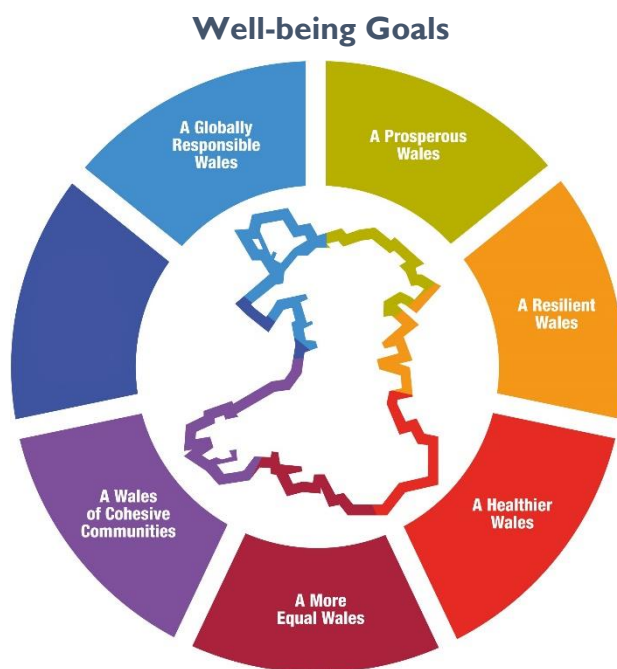 Well-being Goals
A Globally
Responsible
Wales
A Prosperous
Wales
A Resilient
Wales
A Healthier
Wales
A More
Equal Wales
A Wales
of Cohesive
Communities